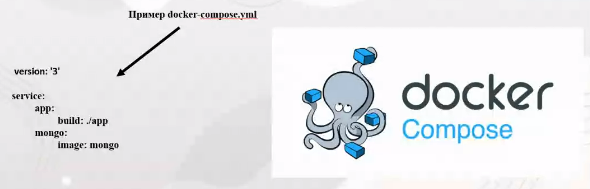 Пример docker-compose.yml
version: '3'
service:
app:
build: ./app
mongo:
image: mongo
docker
Compose